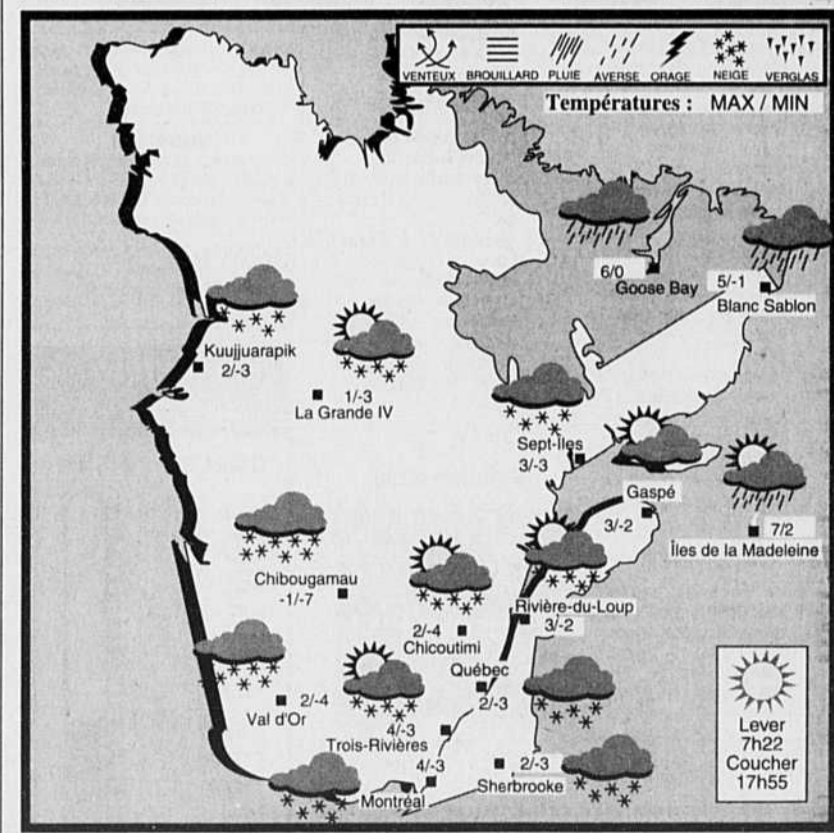 VENTEUX BROUILLARD PLUIE AVERSE ORAGE NEIGE VERGLAS
Températures : MAX / MIN
6/0
Goose Bay
5/-1
Blanc Sablon
Kuujjuarapik
2/-3
1/-3
La Grande IV
Sept-Îles
3/-3
Gaspé
3/-2
7/2
Îles de la Madeleine
Chibougamau
-1/-7
Rivière-du-Loup
3/-2
2/-4
Chicoutimi
Québec
2/-3
2/-4
Val d'Or
4/-3
Trois-Rivières
4/-3
Montréal
2/-3
Sherbrooke
Lever
7h22
Coucher
17h55